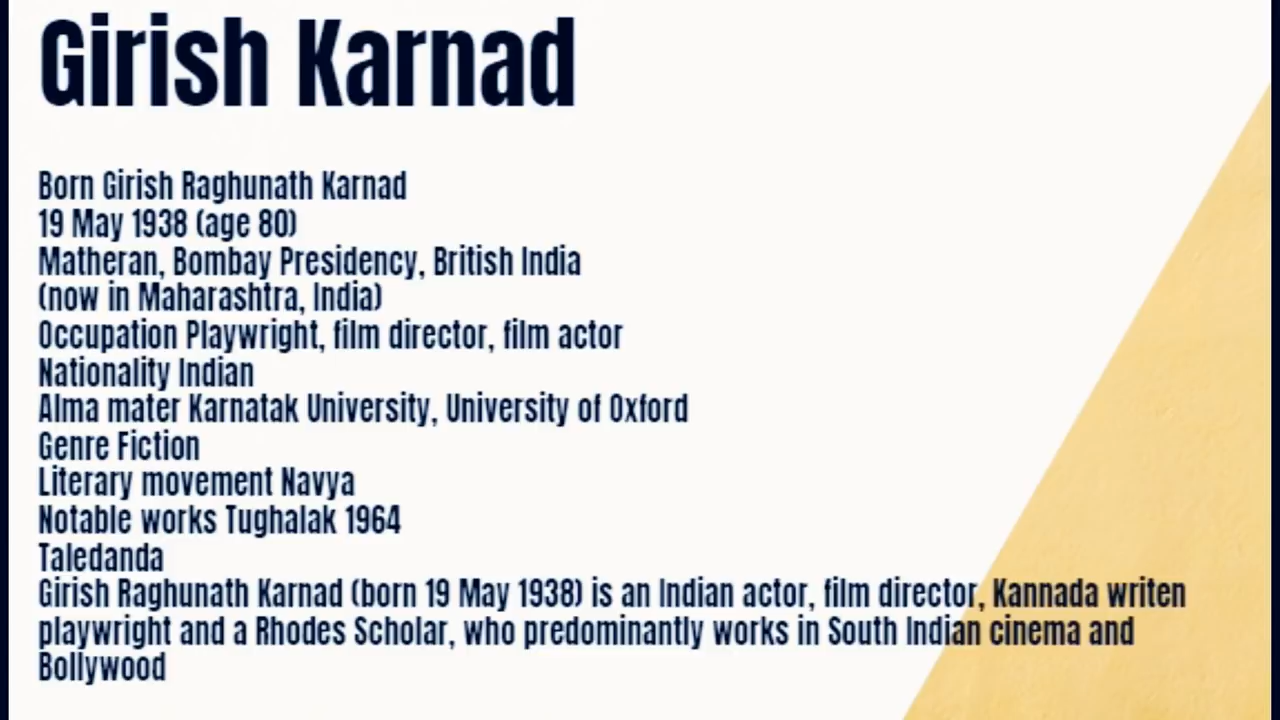 Girish Karnad
Born Girish Raghunath Karnad
19 May 1938 (age 80)
Matheran, Bombay Presidency, British India
(now in Maharashtra, India)
Occupation Playwright, film director, film actor
Nationality Indian
Alma mater Karnatak University, University of Oxford
Genre Fiction
Literary movement Navya
Notable works Tughalak 1964
Taledanda
Girish Raghunath Karnad (born 19 May 1938) is an Indian actor, film director, Kannada writen
playwright and a Rhodes Scholar, who predominantly works in South Indian cinema and
Bollywood